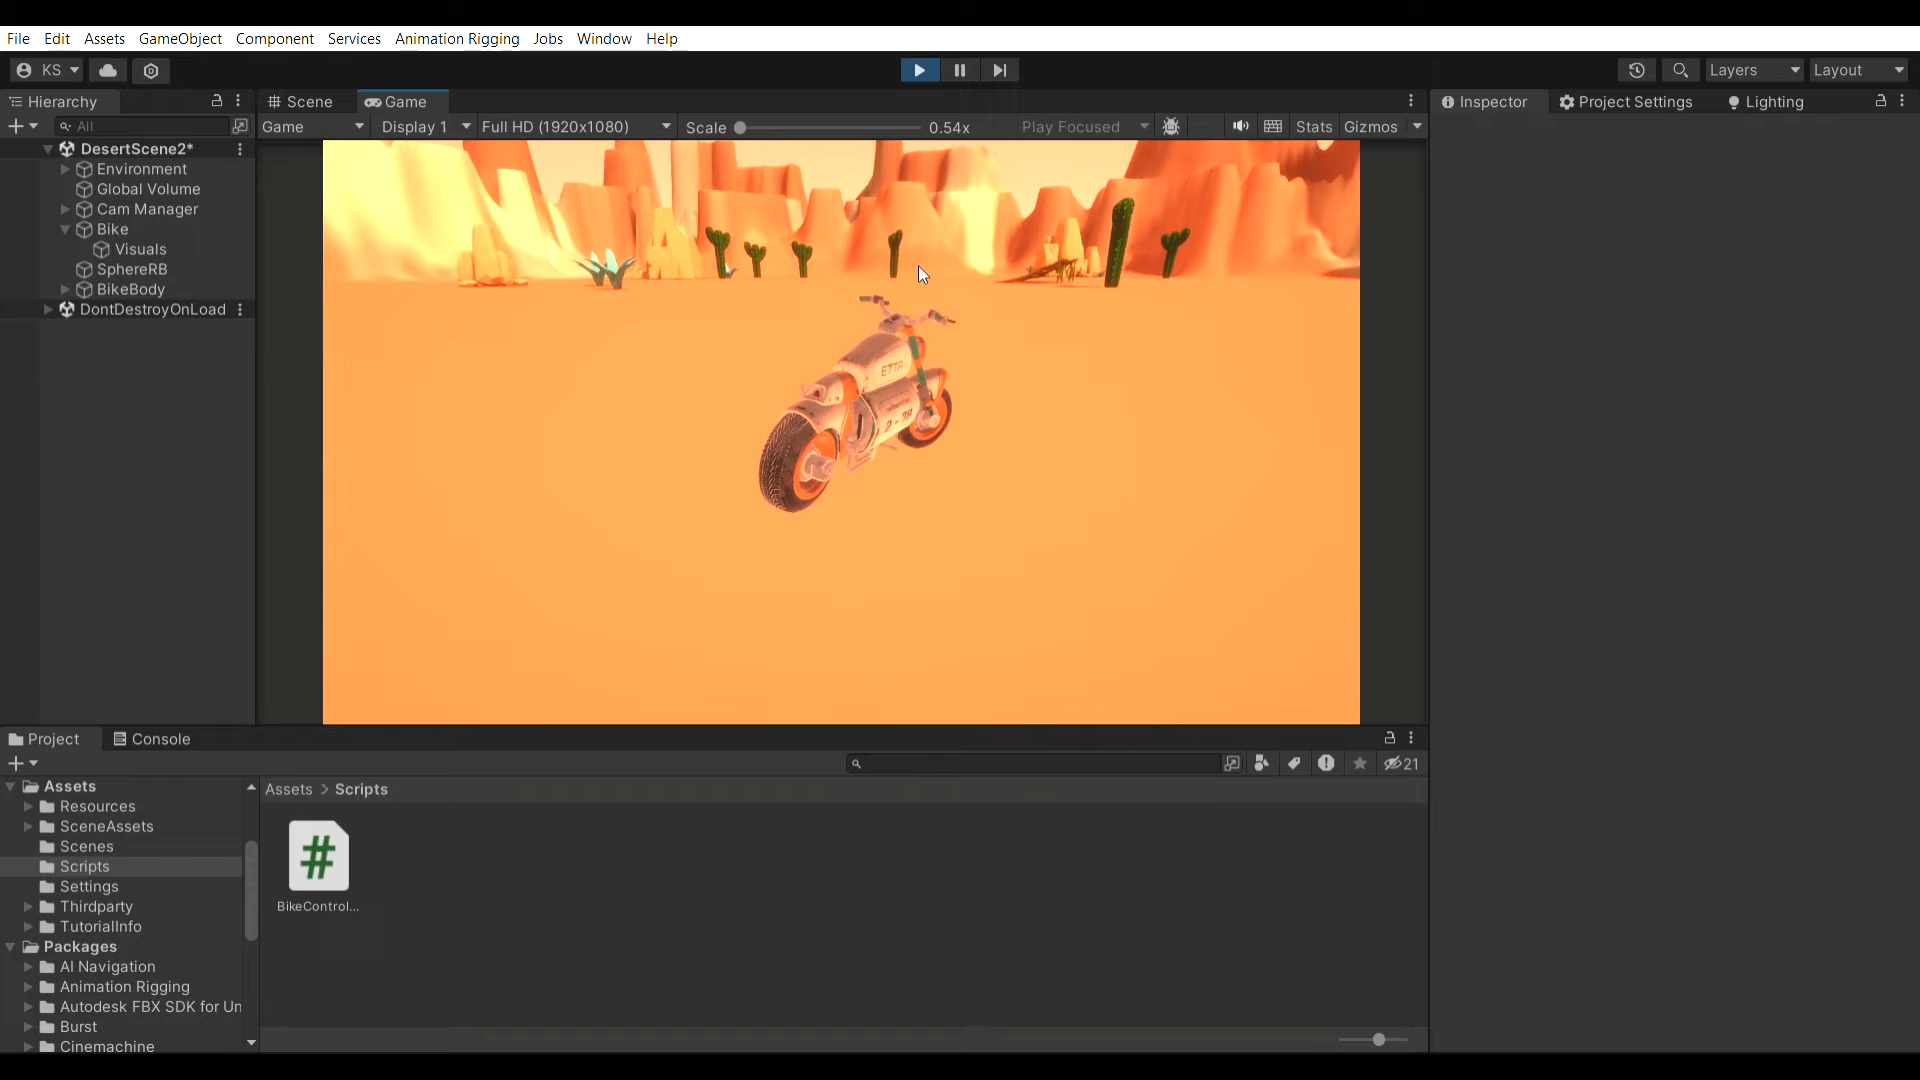 File Edit Assets GameObject Component Services Animation Rigging Jobs Window Help
KS Layers Layout
Hierarchy Scene Game Inspector Project Settings Lighting
All Game Display 1 Full HD (1920x1080) Scale 0.54x Play Focused Stats Gizmos
DesertScene2*
Environment
Global Volume
Cam Manager
Bike
Visuals
SphereRB
BikeBody
DontDestroyOnLoad
ETTA
2-78
Project Console
21
Assets
Resources
SceneAssets
Scenes
Scripts
Settings
Thirdparty
TutorialInfo
Packages
AI Navigation
Animation Rigging
Autodesk FBX SDK for Un
Burst
Cinemachine
Assets > Scripts
#
BikeControl...